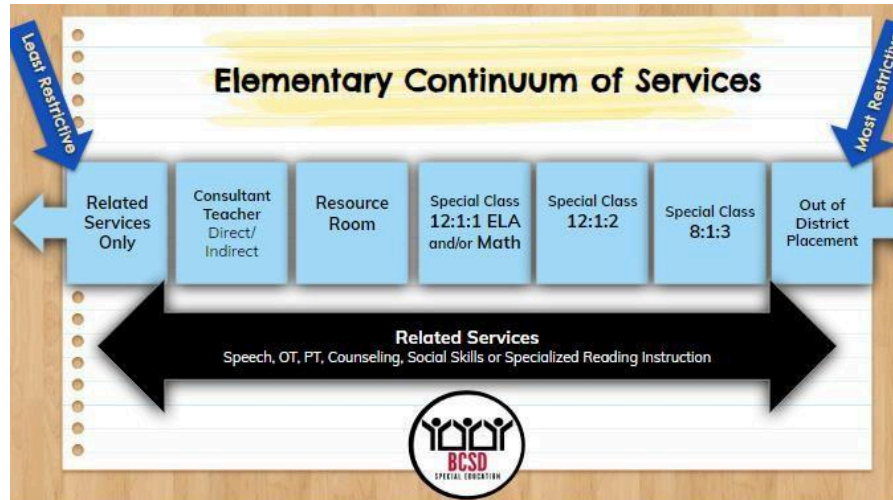 Elementary Continuum of Services
Least Restrictive
Most Restrictive
Related
Services
Only
Consultant
Teacher
Direct/
Indirect
Resource
Room
Special Class
12:1:1 ELA
and/or Math
Special Class
12:1:2
Special Class
8:1:3
Out of
District
Placement
Related Services
Speech, OT, PT, Counseling, Social Skills or Specialized Reading Instruction
BCSD
SPECIAL EDUCATION